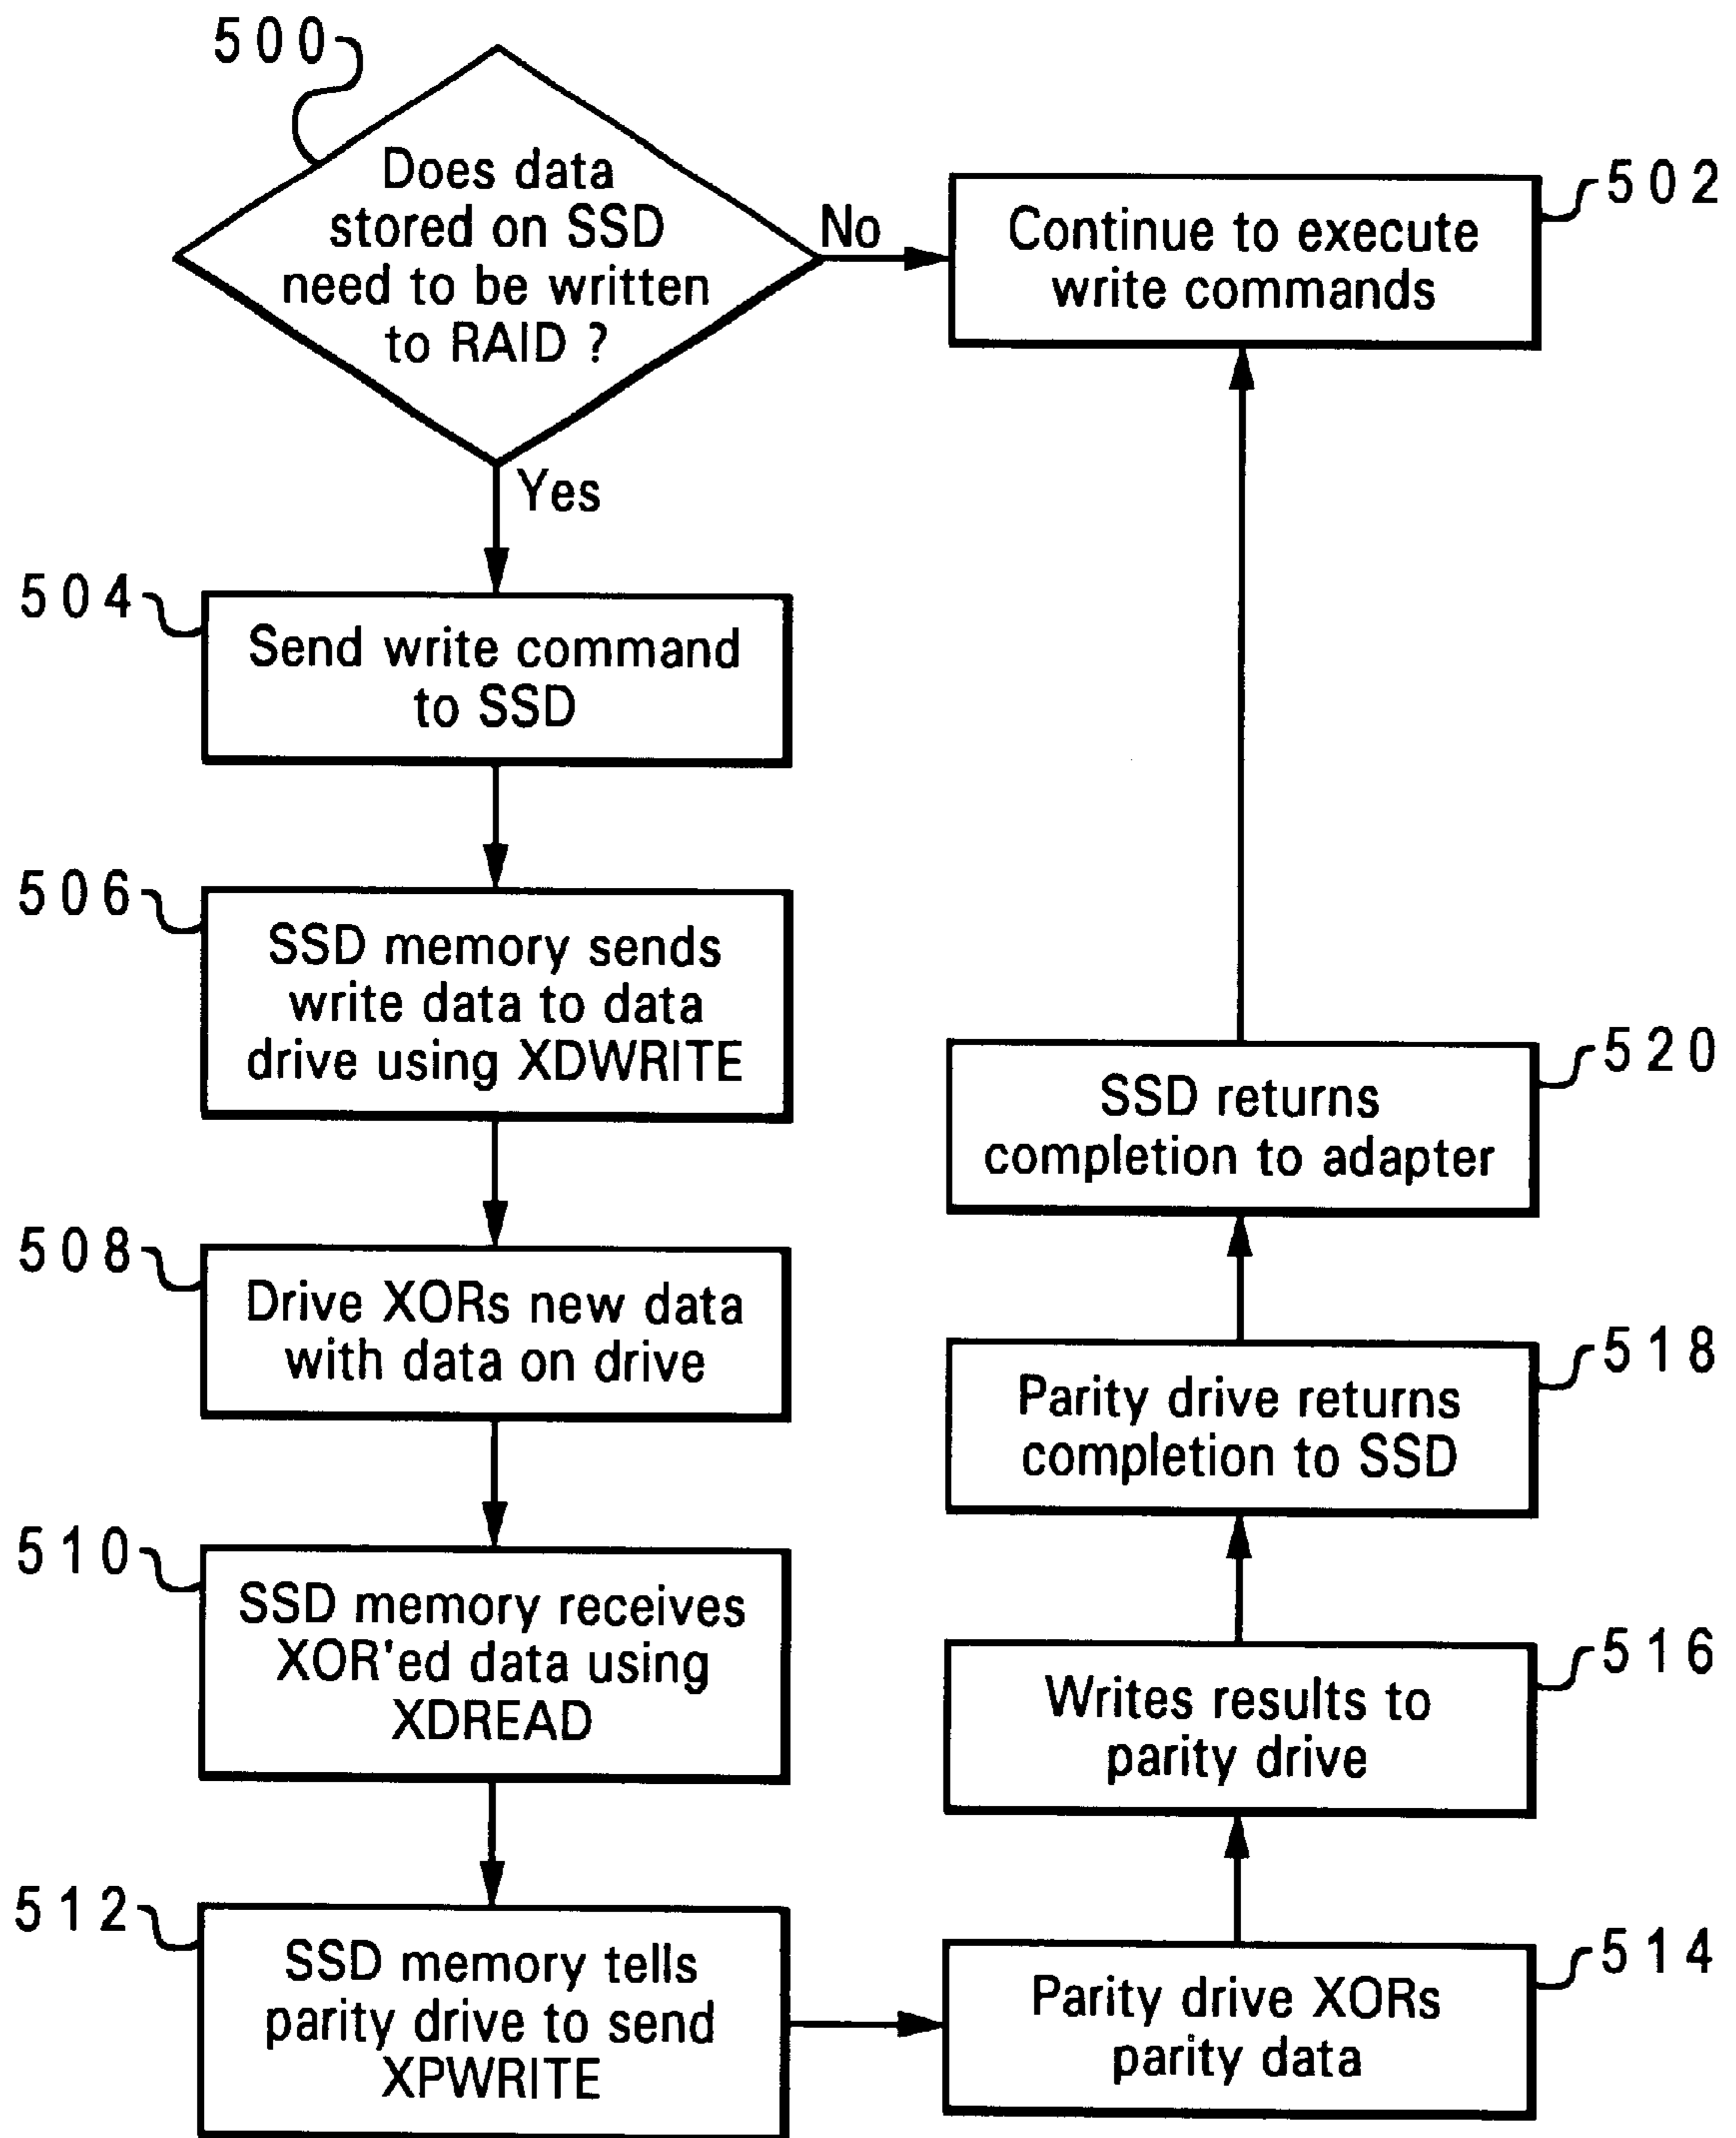 500
Does data
stored on SSD
need to be written
to RAID ?
No
Continue to execute
write commands
502
Yes
504
Send write command
to SSD
506
SSD memory sends
write data to data
drive using XDWRITE
508
Drive XORs new data
with data on drive
510
SSD memory receives
XOR'ed data using
XDREAD
512
SSD memory tells
parity drive to send
XPWRITE
Parity drive XORs
parity data
514
Writes results to
parity drive
516
Parity drive returns
completion to SSD
518
SSD returns
completion to adapter
520